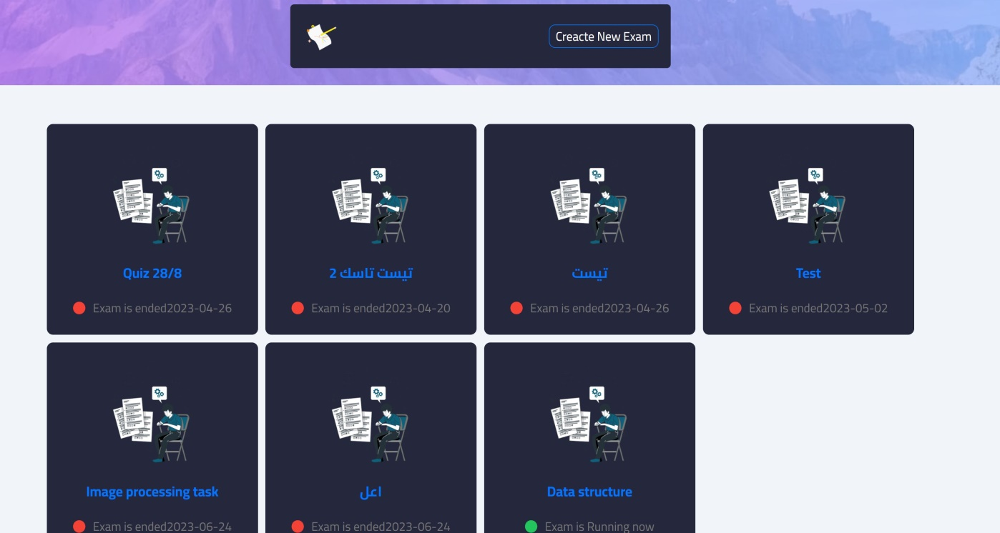 Creacte New Exam
Quiz 28/8
تيست تاسك 2
تيست
Test
Exam is ended2023-04-26
Exam is ended2023-04-20
Exam is ended2023-04-26
Exam is ended2023-05-02
Image processing task
اعل
Data structure
Exam is ended2023-06-24
Exam is ended2023-06-24
Exam is Running now